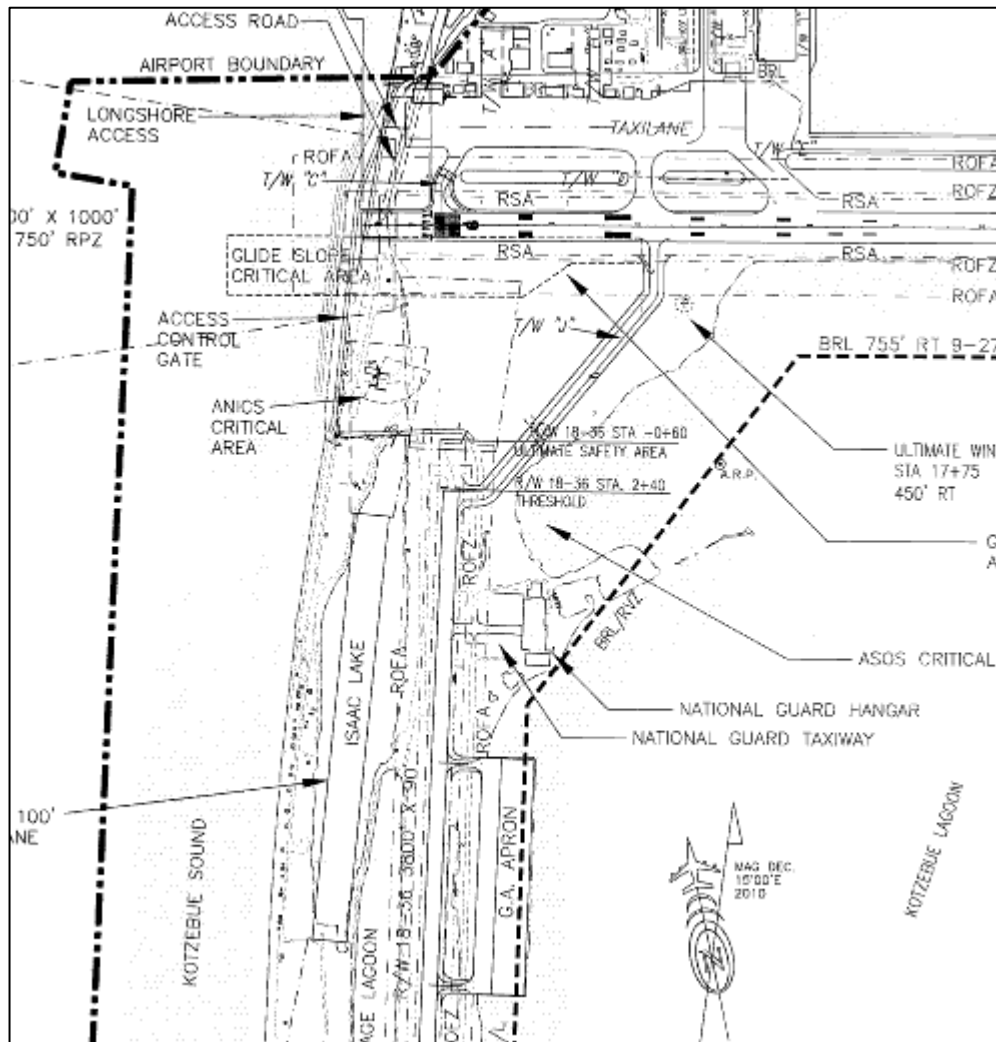 ACCESS ROAD
AIRPORT BOUNDARY
BRL
LONGSHORE
ACCESS
TAXILANE
ROFA
ROFA
T/W "C"
T/W
RSA
RSA
ROFZ
00' X 1000'
750' RPZ
GLIDE SLOPE
CRITICAL AREA
RSA
RSA
ROFZ
ROFA
ACCESS
CONTROL
GATE
T/W "J"
BRL 755' RT 9-27
ANICS
CRITICAL
AREA
R/W 18-36 STA. -0+60
ULTIMATE SAFETY AREA
ULTIMATE WIN
STA 17+75
450' RT
A.R.P.
R/W 18-36 STA. 2+40
THRESHOLD
G
A
ROFZ
BRL/RVZ
ASOS CRITICAL
ISAAC LAKE
ROFA
NATIONAL GUARD HANGAR
ROFA
NATIONAL GUARD TAXIWAY
100'
ANE
KOTZEBUE SOUND
R/W 18-36 3800' X 90'
G.A. APRON
MAG DEC.
15°00'E
2010
KOTZEBUE LAGOON
N
AGE LAGOON
ROFZ